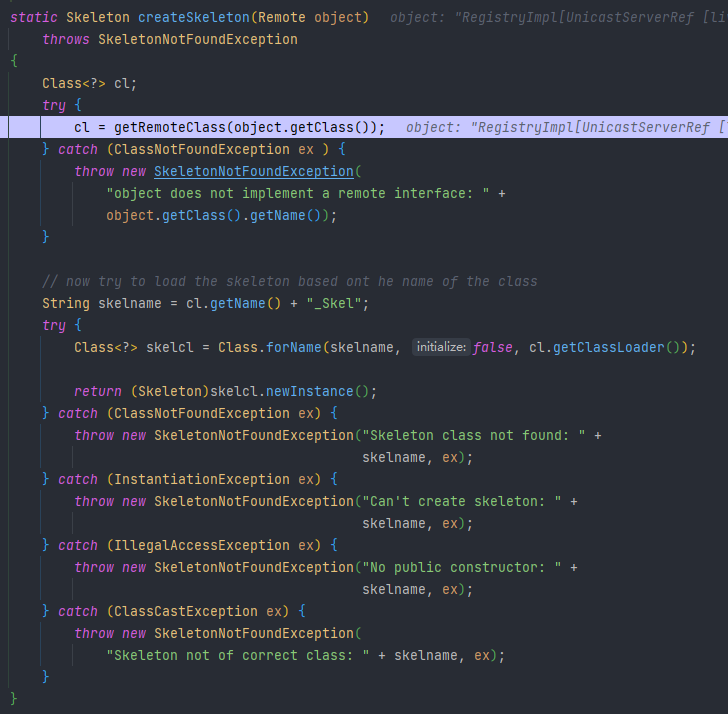 static Skeleton createSkeleton(Remote object)   object: "RegistryImpl[UnicastServerRef [li
    throws SkeletonNotFoundException
{
    Class<?> cl;
    try {
        cl = getRemoteClass(object.getClass());   object: "RegistryImpl[UnicastServerRef [
    } catch (ClassNotFoundException ex ) {
        throw new SkeletonNotFoundException(
            "object does not implement a remote interface: " +
            object.getClass().getName());
    }
    // now try to load the skeleton based ont he name of the class
    String skelname = cl.getName() + "_Skel";
    try {
        Class<?> skelcl = Class.forName(skelname, initialize: false, cl.getClassLoader());
        return (Skeleton)skelcl.newInstance();
    } catch (ClassNotFoundException ex) {
        throw new SkeletonNotFoundException("Skeleton class not found: " +
                                            skelname, ex);
    } catch (InstantiationException ex) {
        throw new SkeletonNotFoundException("Can't create skeleton: " +
                                            skelname, ex);
    } catch (IllegalAccessException ex) {
        throw new SkeletonNotFoundException("No public constructor: " +
                                            skelname, ex);
    } catch (ClassCastException ex) {
        throw new SkeletonNotFoundException(
            "Skeleton not of correct class: " + skelname, ex);
    }
}